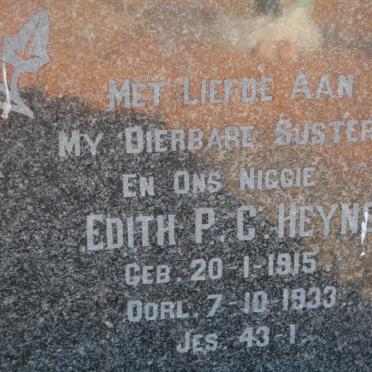 MET LIEFDE AAN
MY DIERBARE SUSTER
EN ONS NIGGIE
EDITH P. C. HEYN
GEB. 20-1-1915.
OORL. 7-10-1933.
JES. 43-1